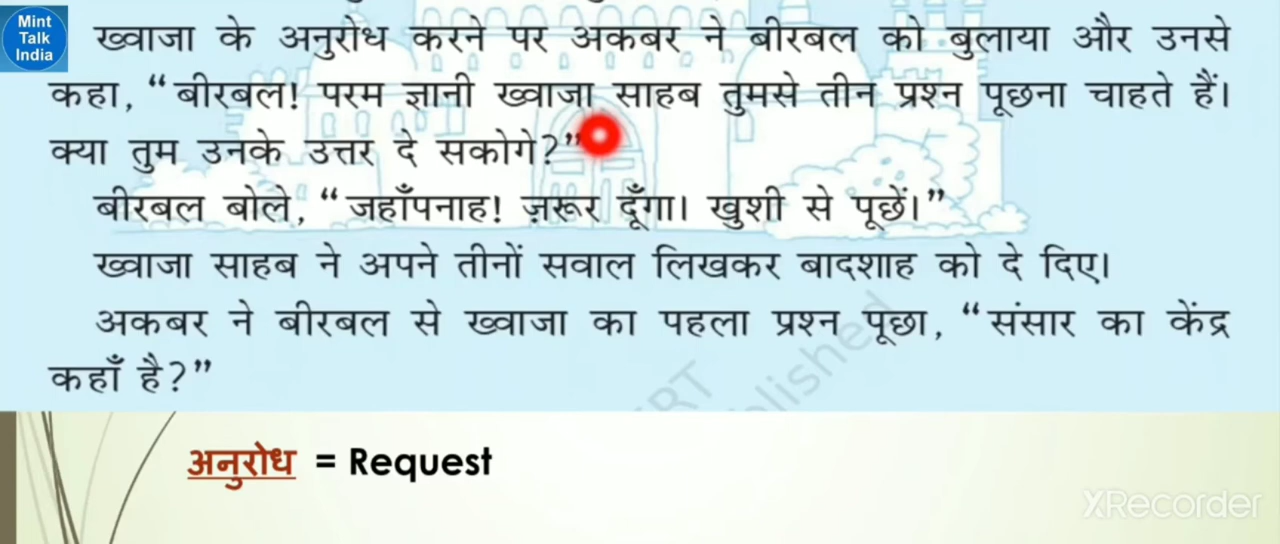 Mint
Talk
India
ख्वाजा के अनुरोध करने पर अकबर ने बीरबल को बुलाया और उनसे
कहा, “बीरबल! परम ज्ञानी ख्वाजा साहब तुमसे तीन प्रश्न पूछना चाहते हैं।
क्या तुम उनके उत्तर दे सकोगे?”
बीरबल बोले, “जहाँपनाह! ज़रूर दूँगा। खुशी से पूछें।”
ख्वाजा साहब ने अपने तीनों सवाल लिखकर बादशाह को दे दिए।
अकबर ने बीरबल से ख्वाजा का पहला प्रश्न पूछा, “संसार का केंद्र
कहाँ है?”
अनुरोध = Request
XRecorder